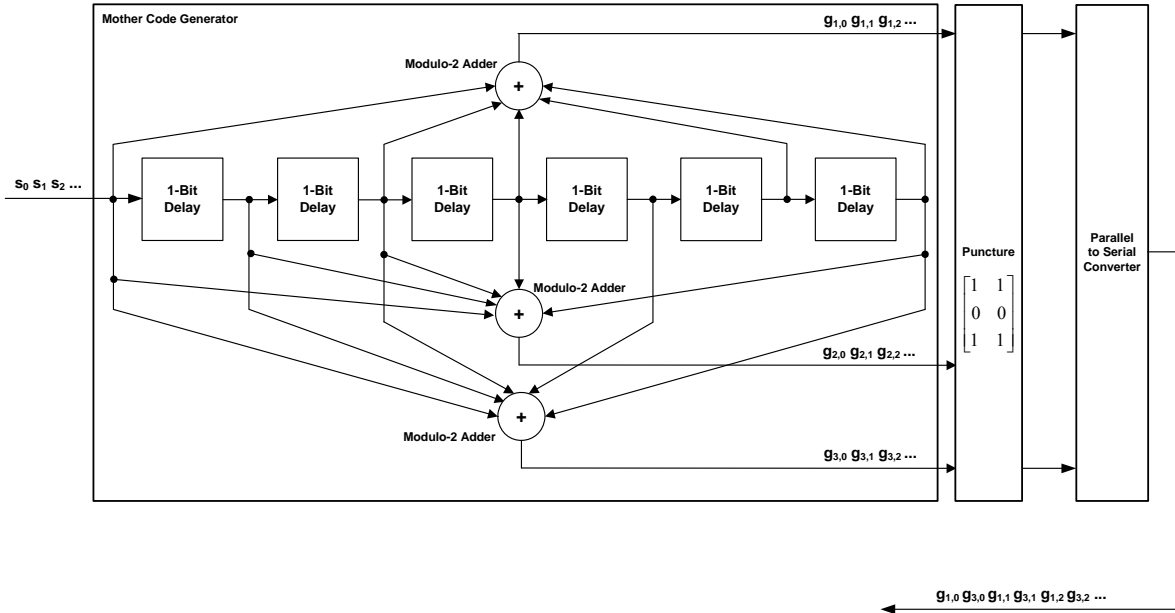 Mother Code Generator
g1,0 g1,1 g1,2 ...
Modulo-2 Adder
+
s0 s1 s2 ...
1-Bit
Delay
1-Bit
Delay
1-Bit
Delay
1-Bit
Delay
1-Bit
Delay
1-Bit
Delay
Modulo-2 Adder
+
g2,0 g2,1 g2,2 ...
+
Modulo-2 Adder
g3,0 g3,1 g3,2 ...
Puncture
1 1
0 0
1 1
Parallel
to Serial
Converter
g1,0 g3,0 g1,1 g3,1 g1,2 g3,2 ...